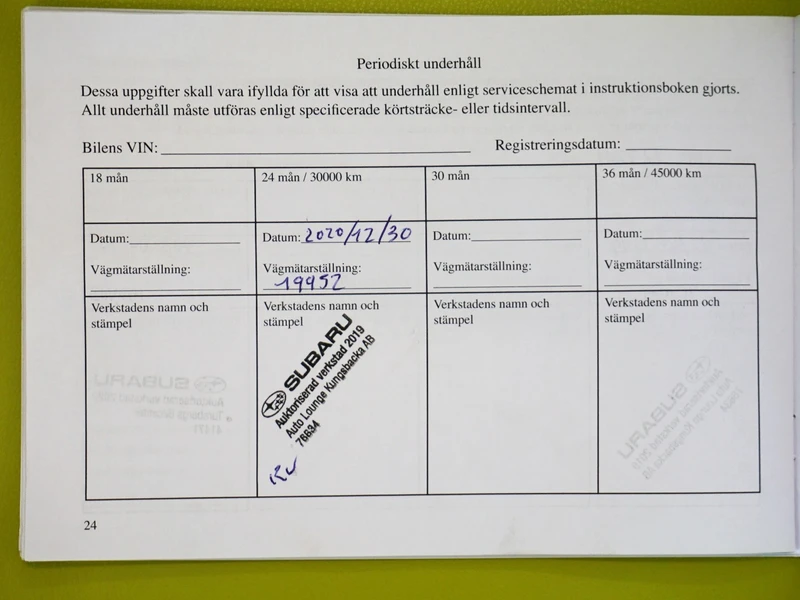 Periodiskt underhåll
Dessa uppgifter skall vara ifyllda för att visa att underhåll enligt serviceschemat i instruktionsboken gjorts.
Allt underhåll måste utföras enligt specificerade körtsträcke- eller tidsintervall.
Bilens VIN: Registreringsdatum:
18 mån
Datum:
Vägmätarställning:
Verkstadens namn och
stämpel
24 mån / 30000 km
Datum: 2020/12/30
Vägmätarställning:
19952
Verkstadens namn och
stämpel
SUBARU
Auktoriserad verkstad 2019
Auto Lounge Kungsbacka AB
76634
30 mån
Datum:
Vägmätarställning:
Verkstadens namn och
stämpel
36 mån / 45000 km
Datum:
Vägmätarställning:
Verkstadens namn och
stämpel
24